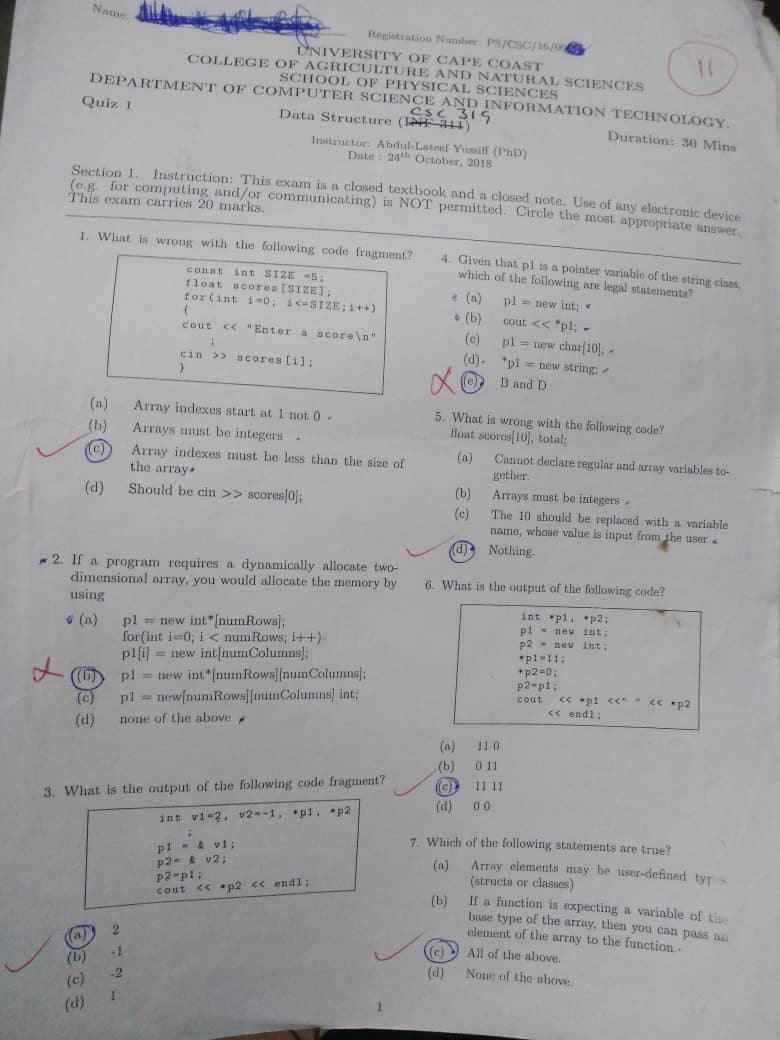 Name:
Registration Number: PS/CSC/16/00
11
UNIVERSITY OF CAPE COAST
COLLEGE OF AGRICULTURE AND NATURAL SCIENCES
SCHOOL OF PHYSICAL SCIENCES
DEPARTMENT OF COMPUTER SCIENCE AND INFORMATION TECHNOLOGY.
Quiz 1
CSC 319
Data Structure (INF 311)
Duration: 30 Mins
Instructor: Abdul-Lateef Yussiff (PhD)
Date : 24th October, 2018
Section 1. Instruction: This exam is a closed textbook and a closed note. Use of any electronic device
(e.g. for computing and/or communicating) is NOT permitted. Circle the most appropriate answer.
This exam carries 20 marks.
1. What is wrong with the following code fragment?
const int SIZE =5;
float scores[SIZE];
for(int i=0; i<=SIZE;i++)
{
cout << "Enter a score\n"
;
cin >> scores[i];
}
(a) Array indexes start at 1 not 0
(b) Arrays must be integers
(c) Array indexes must be less than the size of
the array
(d) Should be cin >> scores[0];
2. If a program requires a dynamically allocate two-
dimensional array, you would allocate the memory by
using
(a) p1 = new int*[numRows];
for(int i=0; i < numRows; i++)
p1[i] = new int[numColumns];
(b) p1 = new int*[numRows][numColumns];
(c) p1 = new[numRows][numColumns] int;
(d) none of the above
3. What is the output of the following code fragment?
int v1=2, v2=-1, *p1, *p2
;
p1 = & v1;
p2= & v2;
p2=p1;
cout << *p2 << endl;
(a) 2
(b) -1
(c) -2
(d) 1
4. Given that p1 is a pointer variable of the string class,
which of the following are legal statements?
(a) p1 = new int;
(b) cout << *p1;
(c) p1 = new char[10];
(d) *p1 = new string;
(e) B and D
5. What is wrong with the following code?
float scores[10], total;
(a) Cannot declare regular and array variables to-
gether.
(b) Arrays must be integers
(c) The 10 should be replaced with a variable
name, whose value is input from the user
(d) Nothing.
6. What is the output of the following code?
int *p1, *p2;
p1 = new int;
p2 = new int;
*p1=11;
*p2=0;
p2=p1;
cout << *p1 <<" " << *p2
<< endl;
(a) 11 0
(b) 0 11
(c) 11 11
(d) 0 0
7. Which of the following statements are true?
(a) Array elements may be user-defined types
(structs or classes)
(b) If a function is expecting a variable of the
base type of the array, then you can pass an
element of the array to the function.
(c) All of the above.
(d) None of the above.
1